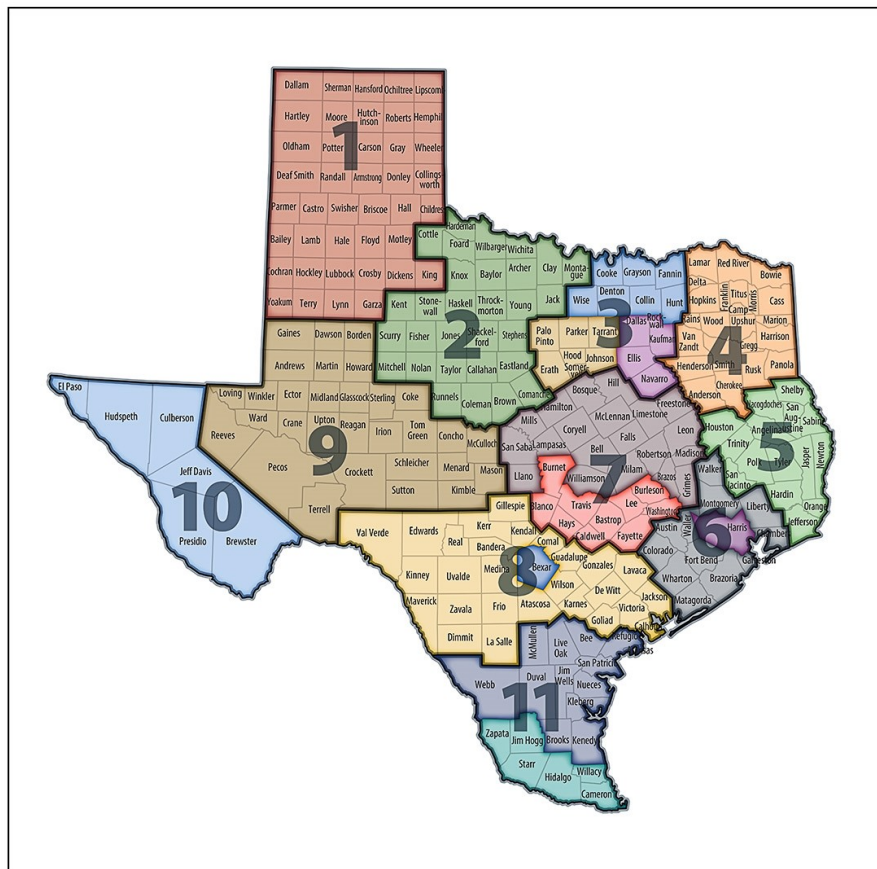 Dallam Sherman Hansford Ochiltree Lipscomb
Hartley Moore Hutch-
inson Roberts Hemphill
Oldham Potter Carson Gray Wheeler
1
Deaf Smith Randall Armstrong Donley Collings-
worth
Parmer Castro Swisher Briscoe Hall Childress
Bailey Lamb Hale Floyd Motley Cottle
Cochran Hockley Lubbock Crosby Dickens King
Yoakum Terry Lynn Garza
Hardeman
Foard Wilbarger Wichita
Knox Baylor Archer Clay Monta-
gue
Kent Stone-
wall Haskell Throck-
morton Young Jack
2
Scurry Fisher Jones Shackel-
ford Stephens
Mitchell Nolan Taylor Callahan Eastland
Runnels Coleman Brown Comanche
Cooke Grayson Fannin
Wise Denton Collin Hunt
3
Palo
Pinto Parker Tarrant Dallas Rock-
wall
Kaufman
Erath Hood Somer-
vell Johnson Ellis
Navarro
Lamar Red River Bowie
Delta
Hopkins Franklin Titus Morris Cass
Camp
Rains Wood Upshur Marion
4
Van
Zandt Gregg Harrison
Henderson Smith Rusk Panola
Anderson Cherokee
Shelby
Nacogdoches San
Augustine Sabine
Houston Angelina
Trinity
5
Polk Tyler Jasper Newton
San
Jacinto
Hardin
Orange
Jefferson
Walker
Montgomery Liberty
Chambers
6
Austin Waller Harris
Colorado Fort Bend Galveston
Wharton Brazoria
Matagorda
Hill
Bosque Freestone
Hamilton McLennan Limestone
Mills Coryell Leon
San Saba Lampasas Bell Falls
Robertson Madison
7
Llano Milam Brazos Grimes
Burnet Williamson
Burleson
Blanco Travis Lee Washington
Hays Bastrop
Caldwell Fayette
Gillespie
Val Verde Edwards Kerr Kendall
Real Comal
Bandera Guadalupe
8
Kinney Uvalde Medina Bexar Gonzales Lavaca
Wilson De Witt
Maverick Zavala Frio Atascosa Karnes Victoria Jackson
Goliad Calhoun
Dimmit La Salle
Gaines Dawson Borden
Andrews Martin Howard
Loving Winkler Ector Midland Glasscock Sterling Coke
Ward Crane Upton Reagan Irion Tom
Green Concho McCulloch
Reeves
9
Pecos Crockett Schleicher Menard Mason
Sutton Kimble
Terrell
El Paso
Hudspeth Culberson
Jeff Davis
10
Presidio Brewster
McMullen Live
Oak Bee Refugio
San Patricio
Webb Duval Jim
Wells Nueces
11
Kleberg
Zapata Jim Hogg Brooks Kenedy
Starr Hidalgo Willacy
Cameron